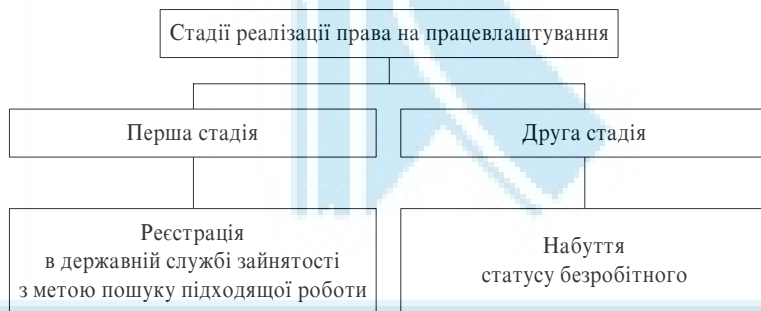 Стадії реалізації права на працевлаштування
Перша стадія
Друга стадія
Реєстрація
в державній службі зайнятості
з метою пошуку підходящої роботи
Набуття
статусу безробітного